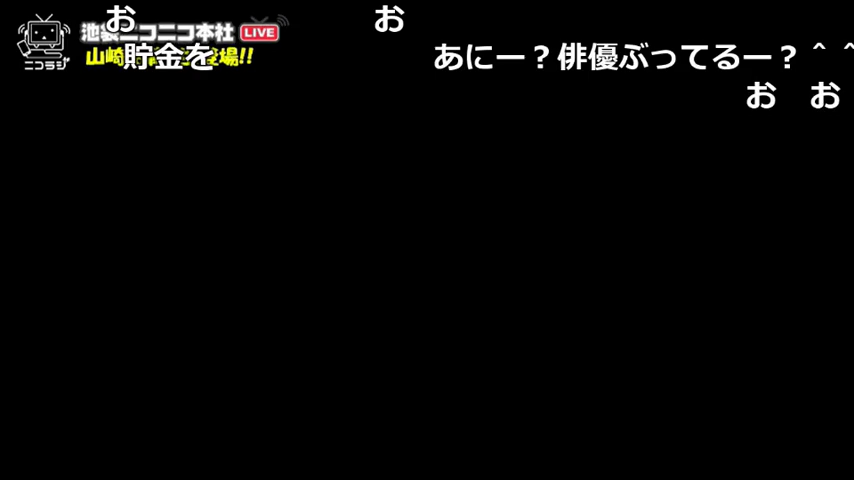 お
お
池袋ニコニコ本社
LIVE
ニコラジ
山崎
登場!!
貯金を
あにー？俳優ぶってるー？＾＾
お お